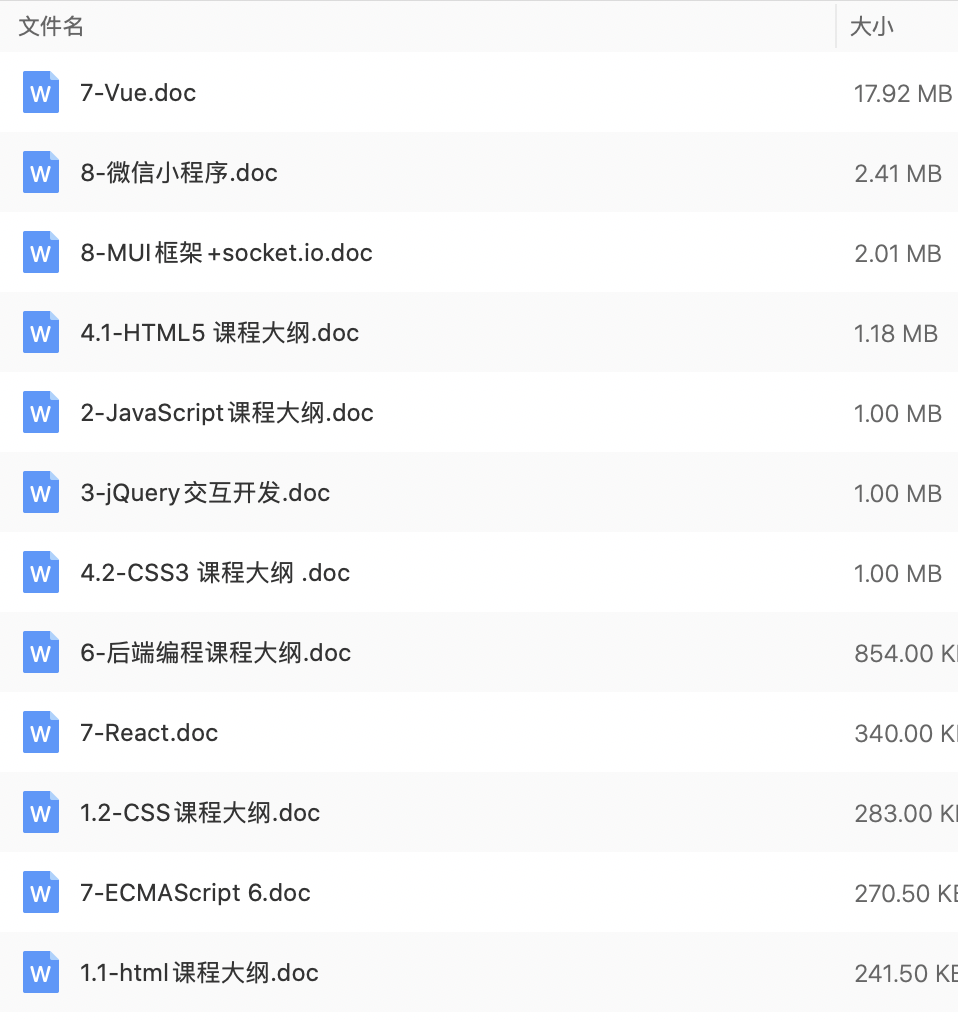 文件名 大小
W 7-Vue.doc 17.92 MB
W 8-微信小程序.doc 2.41 MB
W 8-MUI框架+socket.io.doc 2.01 MB
W 4.1-HTML5 课程大纲.doc 1.18 MB
W 2-JavaScript课程大纲.doc 1.00 MB
W 3-jQuery交互开发.doc 1.00 MB
W 4.2-CSS3 课程大纲 .doc 1.00 MB
W 6-后端编程课程大纲.doc 854.00 K
W 7-React.doc 340.00 K
W 1.2-CSS课程大纲.doc 283.00 K
W 7-ECMAScript 6.doc 270.50 KB
W 1.1-html课程大纲.doc 241.50 KB